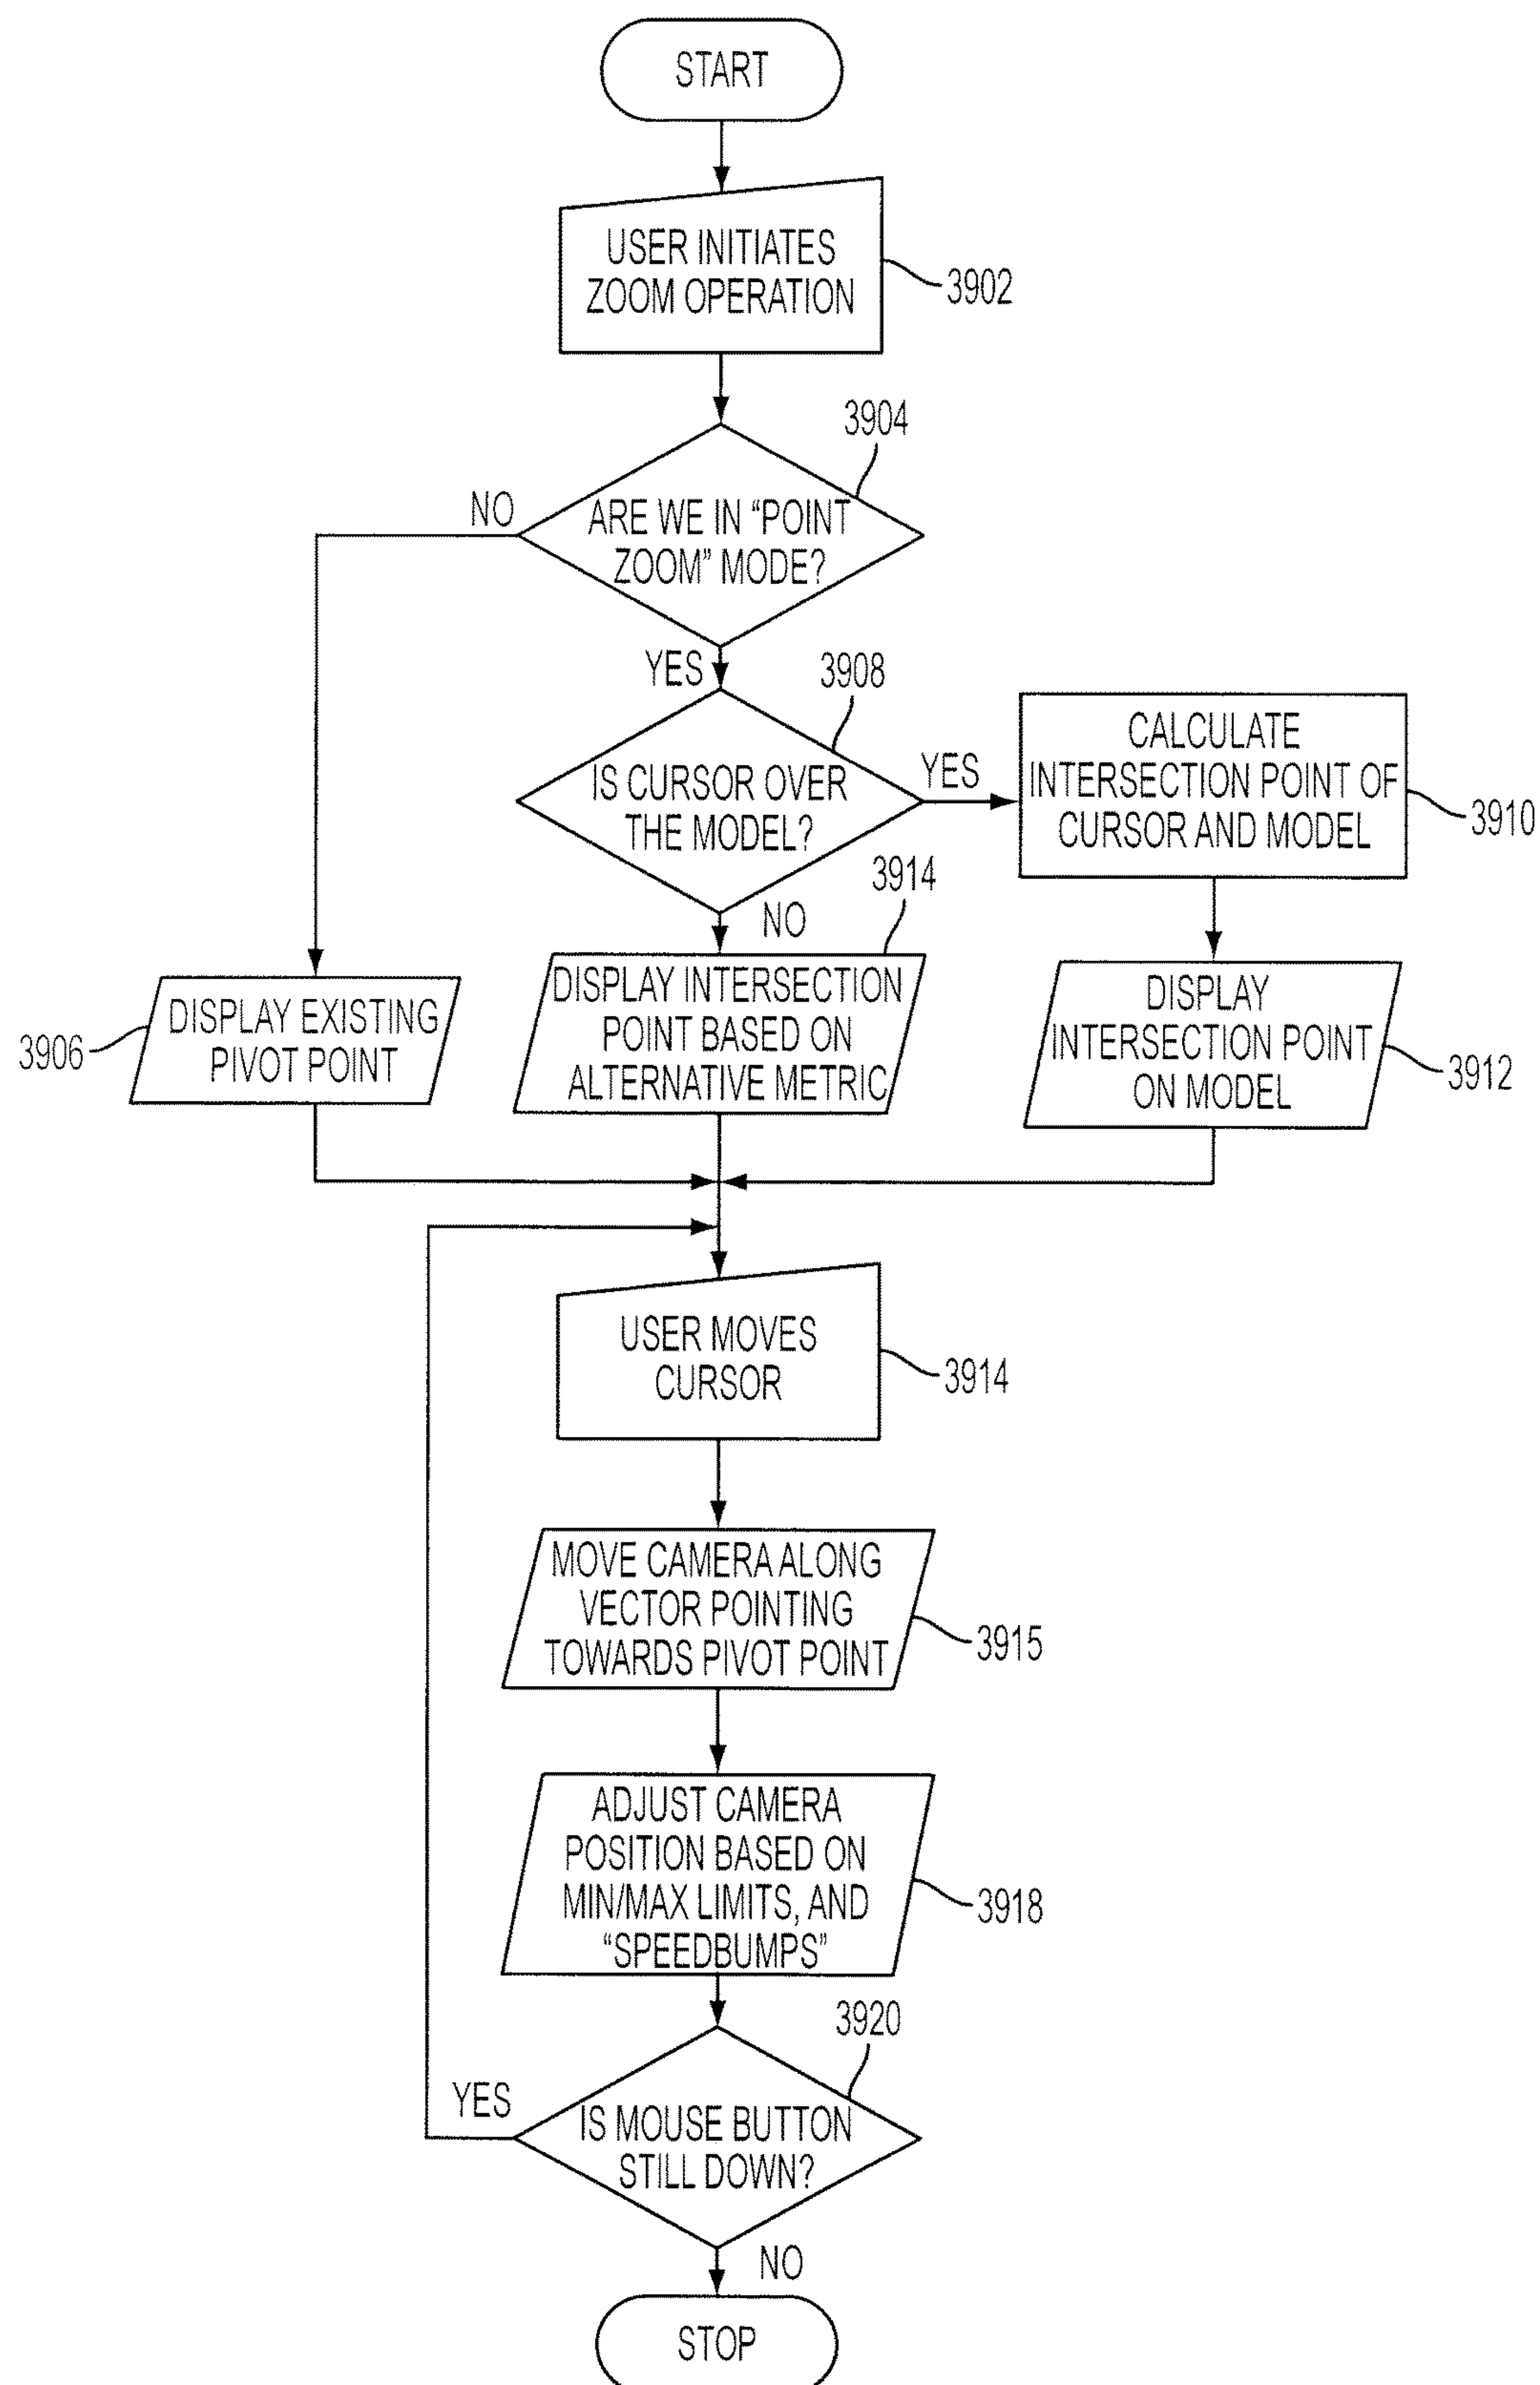 START
USER INITIATES
ZOOM OPERATION
3902
3904
NO
ARE WE IN “POINT
ZOOM” MODE?
YES
3908
IS CURSOR OVER
THE MODEL?
YES
CALCULATE
INTERSECTION POINT OF
CURSOR AND MODEL
3910
3914
NO
DISPLAY EXISTING
PIVOT POINT
3906
DISPLAY INTERSECTION
POINT BASED ON
ALTERNATIVE METRIC
DISPLAY
INTERSECTION POINT
ON MODEL
3912
USER MOVES
CURSOR
3914
MOVE CAMERA ALONG
VECTOR POINTING
TOWARDS PIVOT POINT
3915
ADJUST CAMERA
POSITION BASED ON
MIN/MAX LIMITS, AND
“SPEEDBUMPS”
3918
3920
YES
IS MOUSE BUTTON
STILL DOWN?
NO
STOP